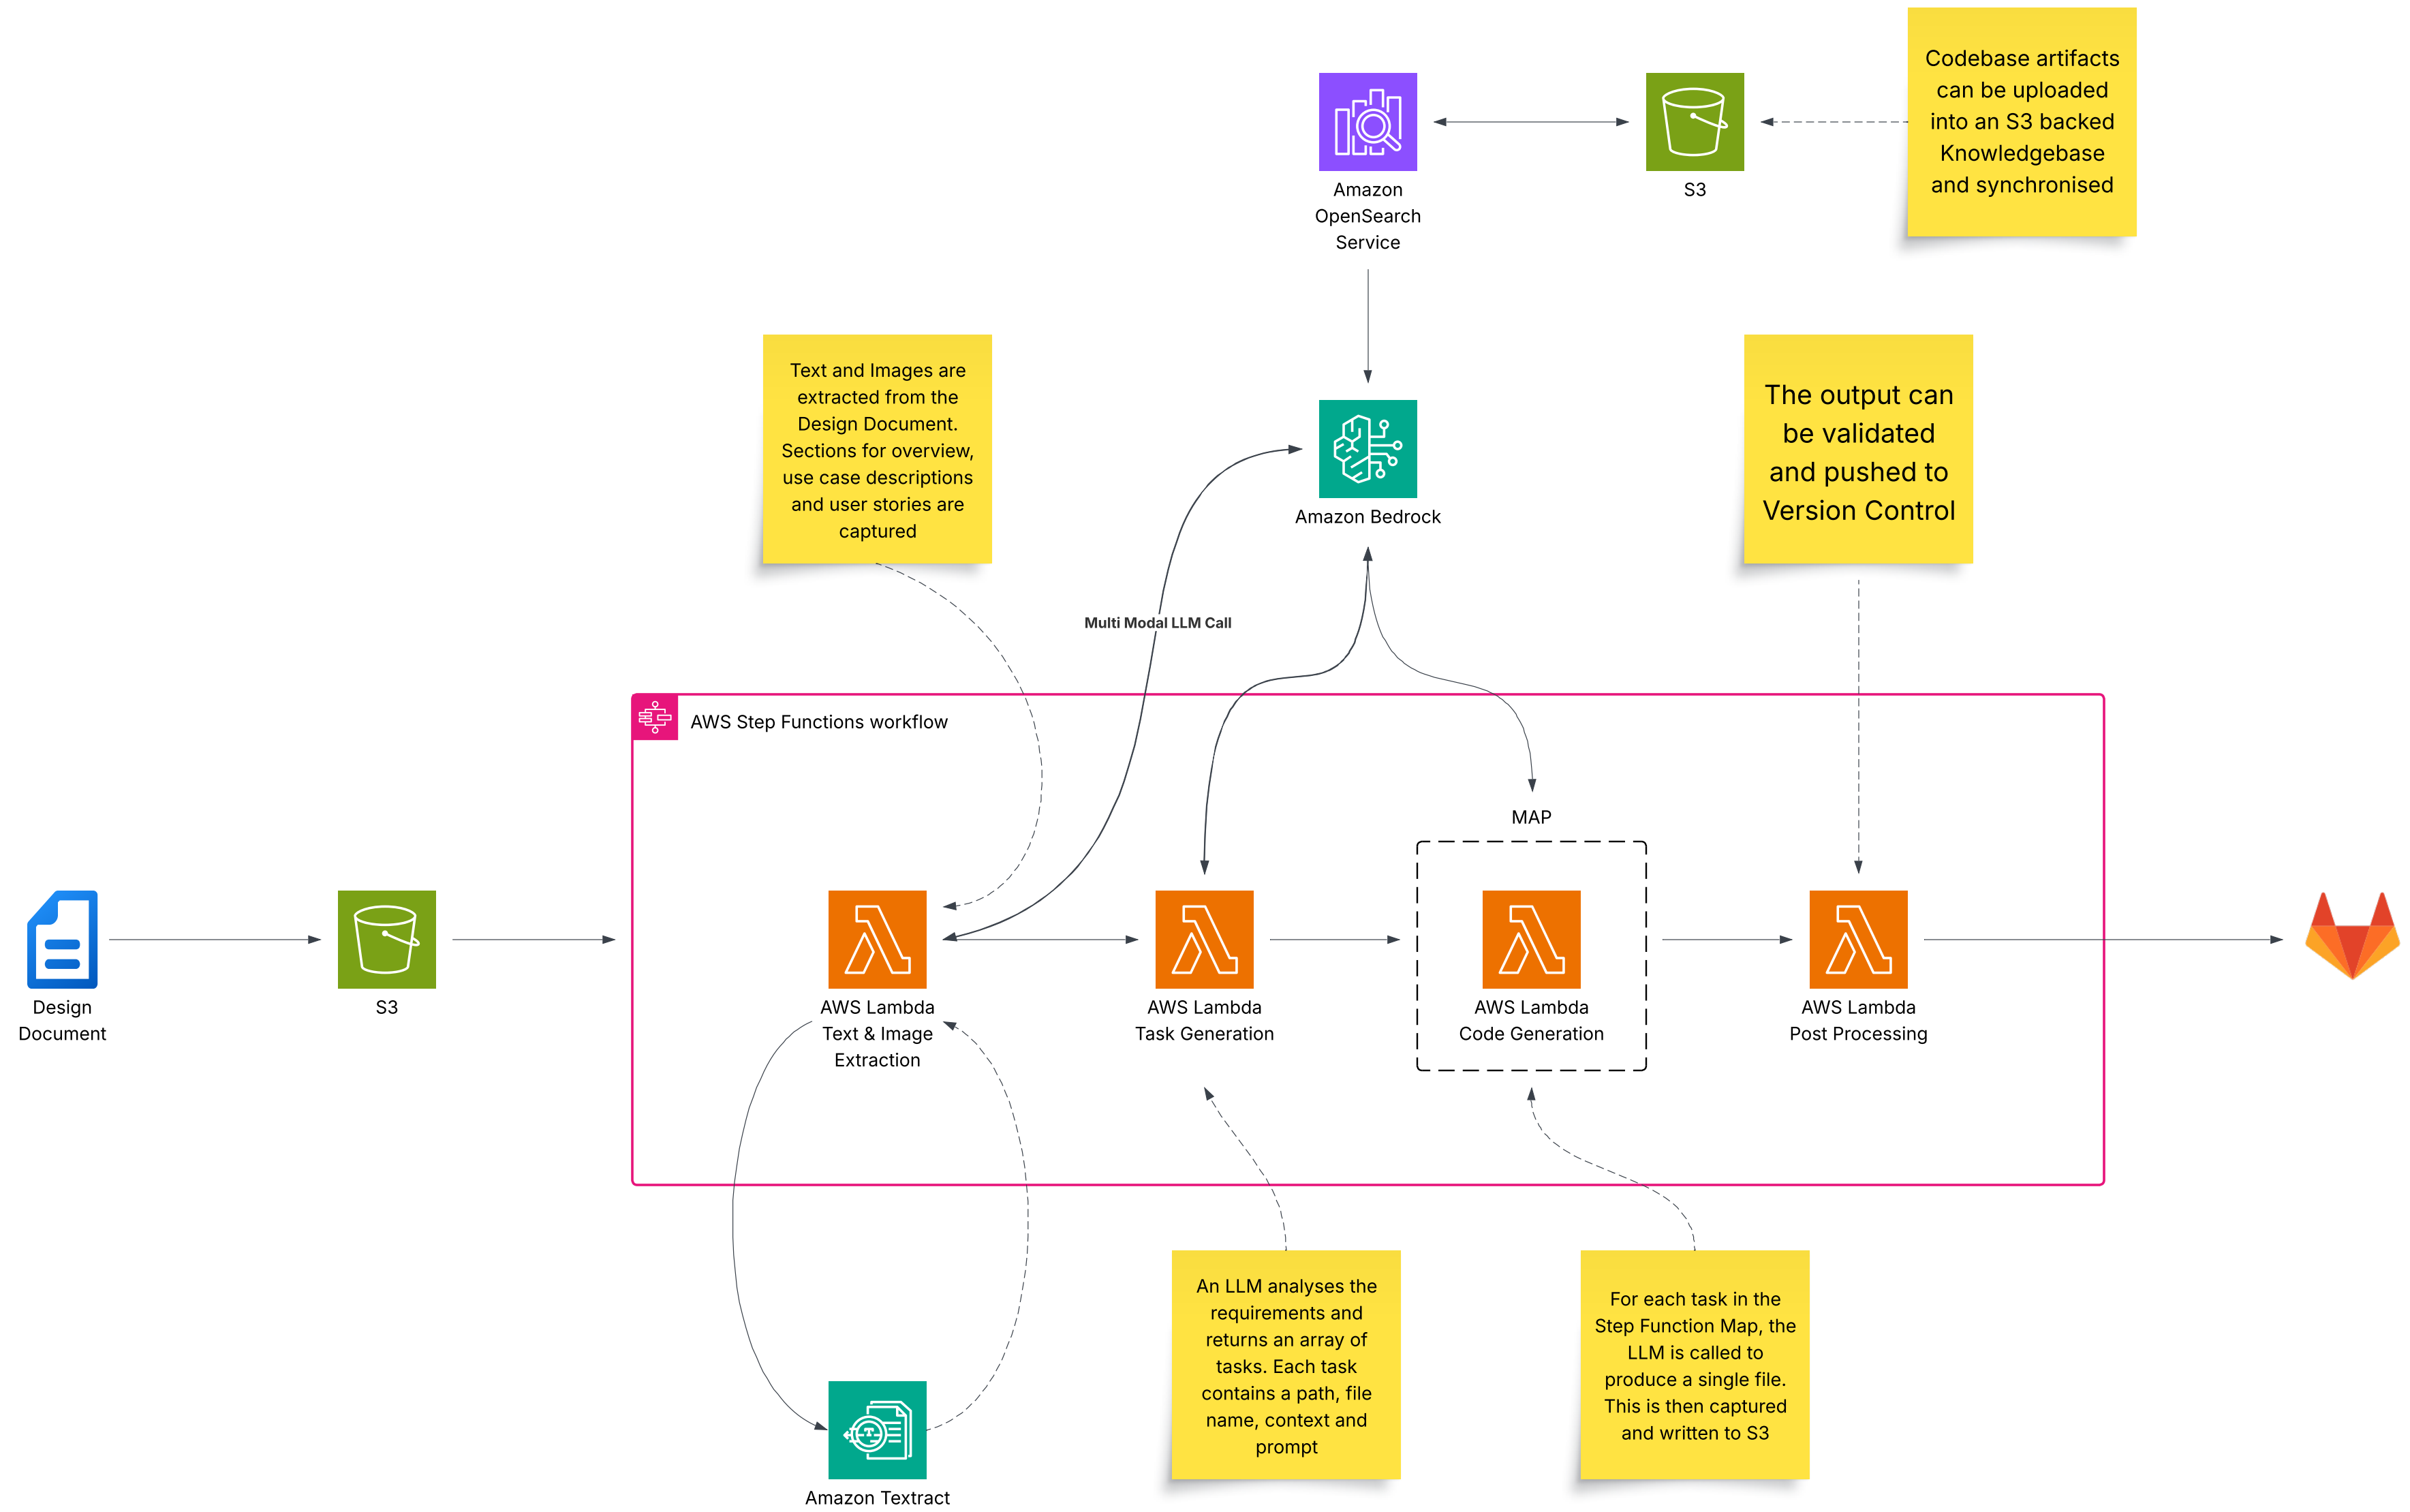 Codebase artifacts
can be uploaded
into an S3 backed
Knowledgebase
and synchronised
Amazon
OpenSearch
Service
S3
Text and Images are
extracted from the
Design Document.
Sections for overview,
use case descriptions
and user stories are
captured
The output can
be validated
and pushed to
Version Control
Amazon Bedrock
Multi Modal LLM Call
AWS Step Functions workflow
MAP
Design
Document
S3
AWS Lambda
Text & Image
Extraction
AWS Lambda
Task Generation
AWS Lambda
Code Generation
AWS Lambda
Post Processing
An LLM analyses the
requirements and
returns an array of
tasks. Each task
contains a path, file
name, context and
prompt
For each task in the
Step Function Map, the
LLM is called to
produce a single file.
This is then captured
and written to S3
Amazon Textract